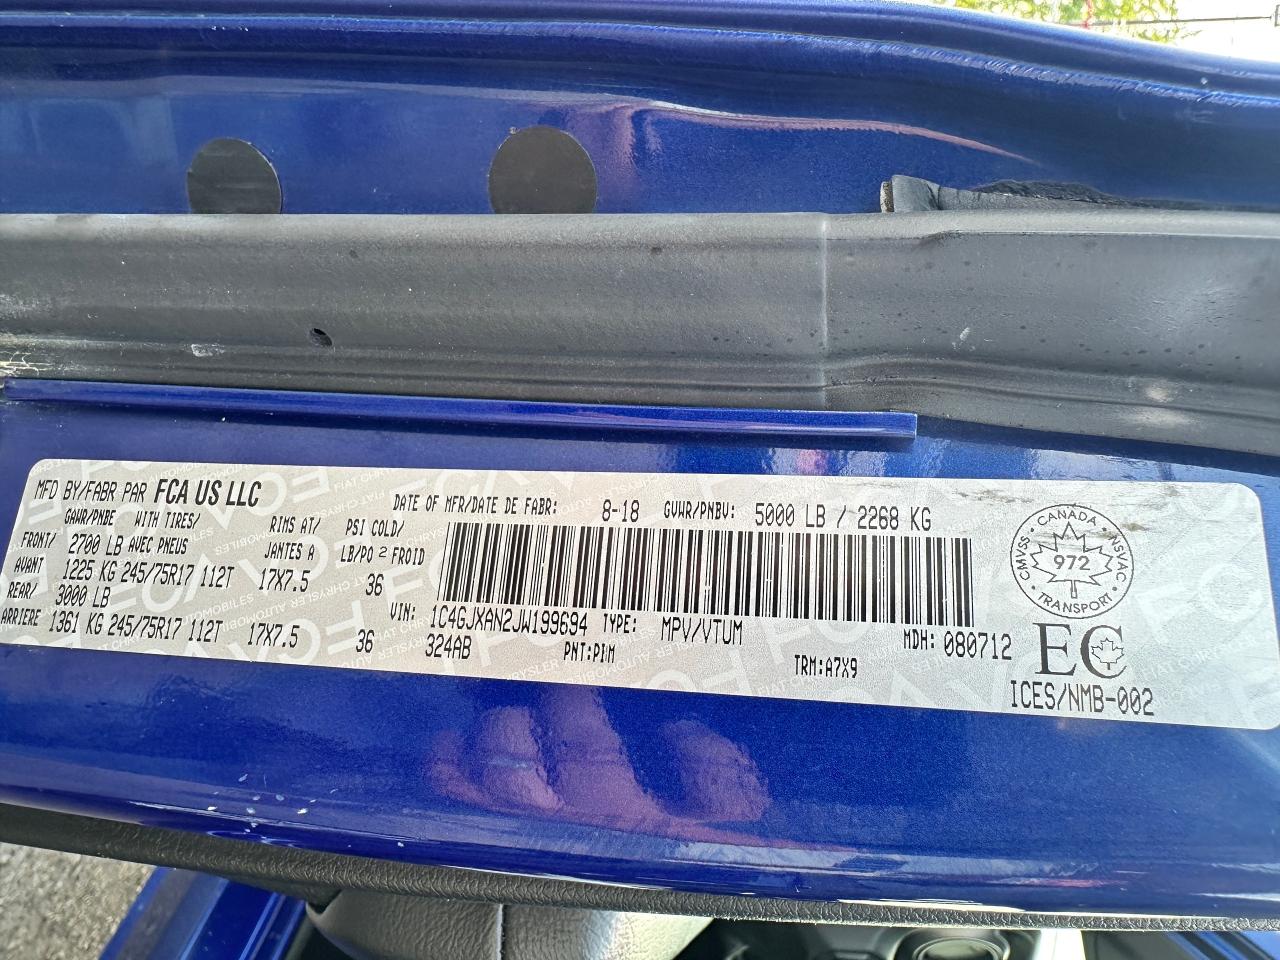 MFD BY/FABR PAR FCA US LLC
DATE OF MFR/DATE DE FABR: 8-18 GVWR/PNBV: 5000 LB / 2268 KG
GAWR/PNBE WITH TIRES/ RIMS AT/ PSI COLD/
AVEC PNEUS JANTES A LB/PO 2 FROID
FRONT/ 2700 LB
AVANT 1225 KG 245/75R17 112T 17X7.5 36
REAR/ 3000 LB
ARRIERE 1361 KG 245/75R17 112T 17X7.5 36
VIN: 1C4GJXAN2JW199694 TYPE: MPV/VTUM MDH: 080712
324AB PNT: TRM:A7X9
CANADA
CMVSS 972 NSVAC
TRANSPORT
EC
ICES/NMB-002